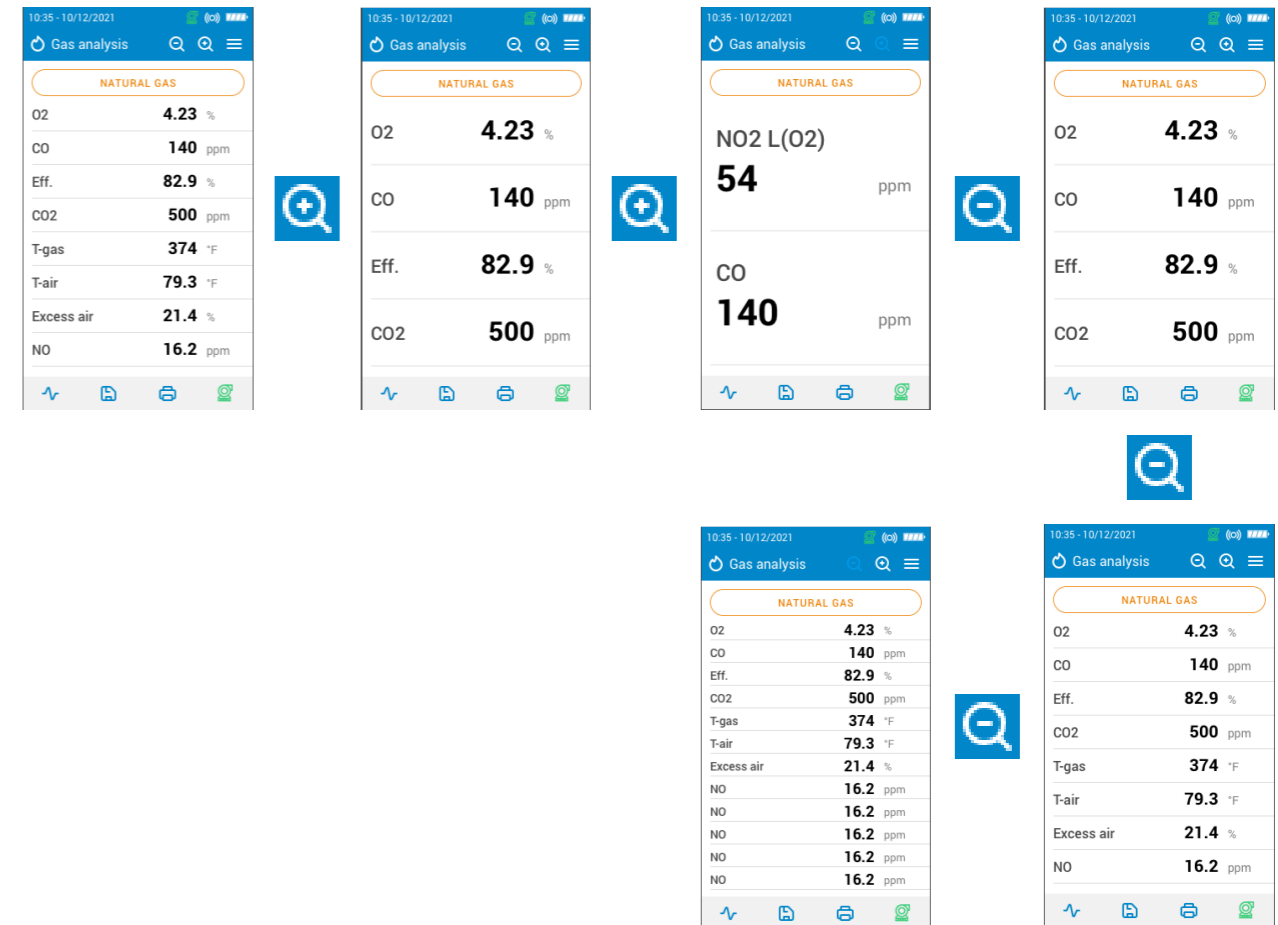 10:35 - 10/12/2021
Gas analysis
NATURAL GAS
O2 4.23 %
CO 140 ppm
Eff. 82.9 %
CO2 500 ppm
T-gas 374 °F
T-air 79.3 °F
Excess air 21.4 %
NO 16.2 ppm
10:35 - 10/12/2021
Gas analysis
NATURAL GAS
O2 4.23 %
CO 140 ppm
Eff. 82.9 %
CO2 500 ppm
10:35 - 10/12/2021
Gas analysis
NATURAL GAS
NO2 L(O2)
54 ppm
CO
140 ppm
10:35 - 10/12/2021
Gas analysis
NATURAL GAS
O2 4.23 %
CO 140 ppm
Eff. 82.9 %
CO2 500 ppm
10:35 - 10/12/2021
Gas analysis
NATURAL GAS
O2 4.23 %
CO 140 ppm
Eff. 82.9 %
CO2 500 ppm
T-gas 374 °F
T-air 79.3 °F
Excess air 21.4 %
NO 16.2 ppm
NO 16.2 ppm
NO 16.2 ppm
NO 16.2 ppm
NO 16.2 ppm
10:35 - 10/12/2021
Gas analysis
NATURAL GAS
O2 4.23 %
CO 140 ppm
Eff. 82.9 %
CO2 500 ppm
T-gas 374 °F
T-air 79.3 °F
Excess air 21.4 %
NO 16.2 ppm